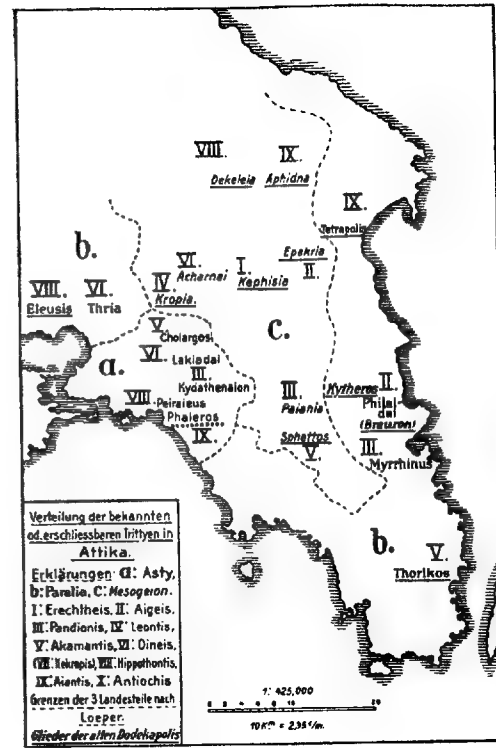 VIII. IX.
Dekeleia Aphidna
IX.
Tetrapolis
b.
VI. I. Epakria
Acharnai Kephisia II.
VIII. VI. IV.
Eleusis Thria Kropia.
c.
V.
Cholargos
a. VI. Lakiadai
III.
Kydathenaion
VIII. Peiraieus
Phaleros
IX.
III. Kytheros II.
Paiania Philai-
dai
(Brauron)
Sphettos III.
V. Myrrhinus
b. V.
Thorikos
Verteilung der bekannten
od. erschliessbaren Trittyen in
Attika.
Erklärungen a: Asty,
b: Paralia, c: Mesogeion.
I: Erechtheis, II: Aigeis,
III: Pandionis, IV: Leontis,
V: Akamantis, VI: Oineis,
(VII: Kekropis), VIII: Hippothontis,
IX: Aiantis, X: Antiochis
Grenzen der 3 Landesteile nach
Loeper.
Glieder der alten Dodekapolis
1: 425,000
10 Km = 2,35 c/m.